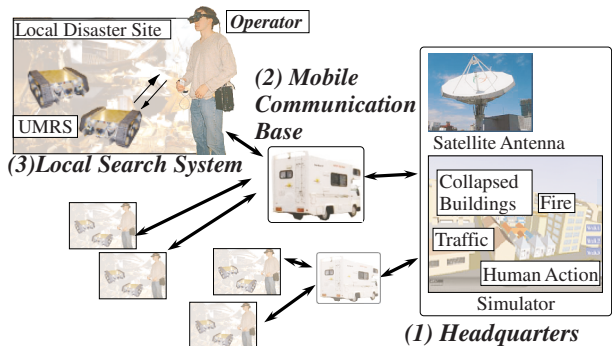 Local Disaster Site
Operator
UMRS
(3)Local Search System
(2) Mobile
Communication
Base
Satellite Antenna
Collapsed
Buildings
Fire
Traffic
Human Action
Simulator
(1) Headquarters